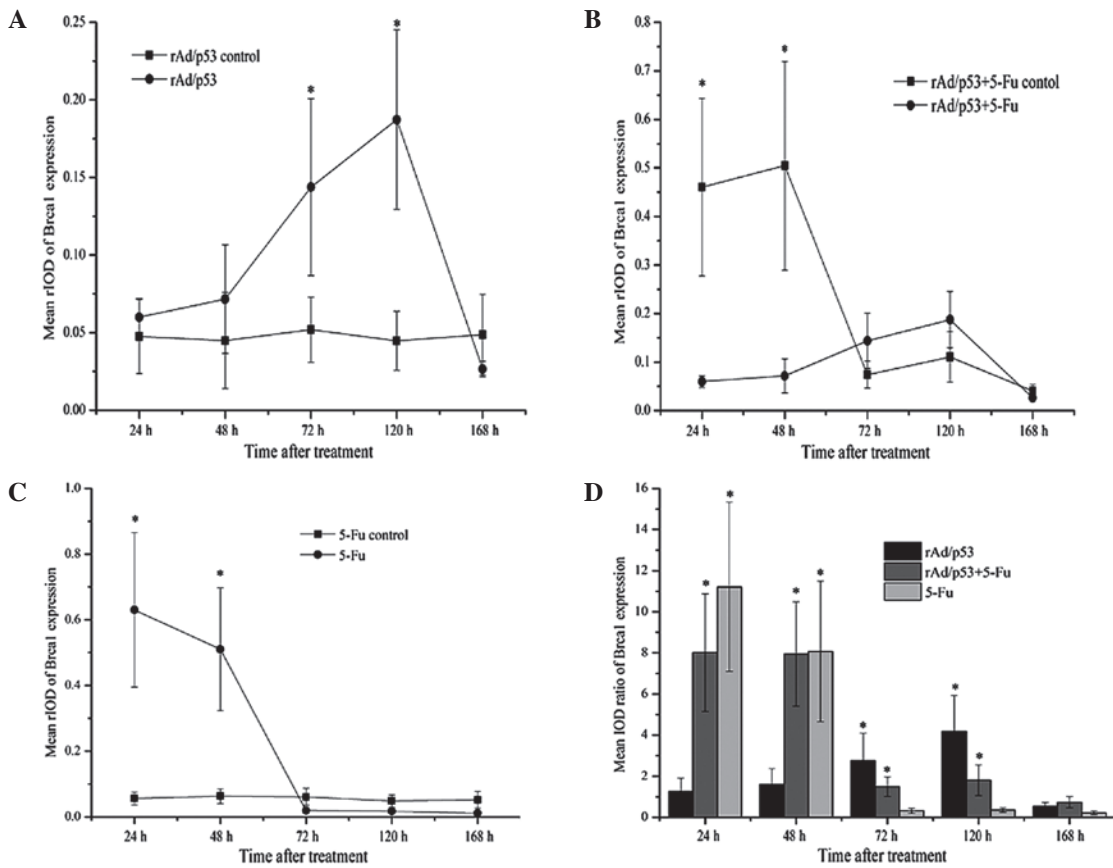 A
Mean rIOD of Brca1 expression
0.25
0.20
0.15
0.10
0.05
0.00
rAd/p53 control
rAd/p53
*
*
24 h 48 h 72 h 120 h 168 h
Time after treatment
B
Mean rIOD of Brca1 expression
0.8
0.7
0.6
0.5
0.4
0.3
0.2
0.1
0.0
rAd/p53+5-Fu contol
rAd/p53+5-Fu
*
*
24 h 48 h 72 h 120 h 168 h
Time after treatment
C
Mean rIOD of Brca1 expression
1.0
0.8
0.6
0.4
0.2
0.0
5-Fu control
5-Fu
*
*
24 h 48 h 72 h 120 h 168 h
Time after treatment
D
Mean IOD ratio of Brca1 expression
16
14
12
10
8
6
4
2
0
rAd/p53
rAd/p53+5-Fu
5-Fu
* *
* *
* *
* *
24 h 48 h 72 h 120 h 168 h
Time after treatment